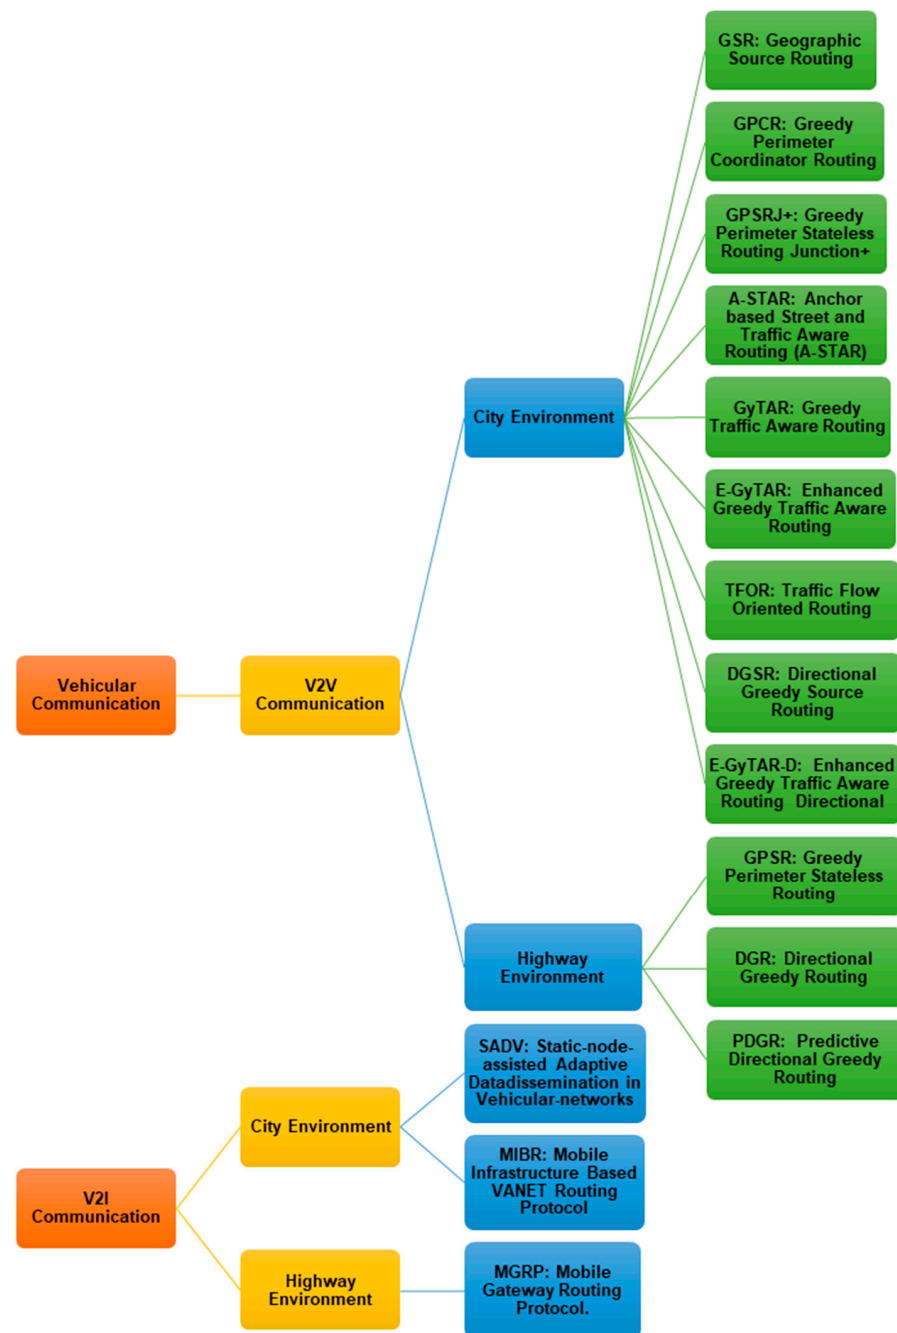 GSR: Geographic
Source Routing
GPCR: Greedy
Perimeter
Coordinator Routing
GPSRJ+: Greedy
Perimeter Stateless
Routing Junction+
A-STAR: Anchor
based Street and
Traffic Aware
Routing (A-STAR)
City Environment
GyTAR: Greedy
Traffic Aware Routing
E-GyTAR: Enhanced
Greedy Traffic Aware
Routing
TFOR: Traffic Flow
Oriented Routing
Vehicular
Communication
V2V
Communication
DGSR: Directional
Greedy Source
Routing
E-GyTAR-D: Enhanced
Greedy Traffic Aware
Routing Directional
GPSR: Greedy
Perimeter Stateless
Routing
Highway
Environment
DGR: Directional
Greedy Routing
PDGR: Predictive
Directional Greedy
Routing
SADV: Static-node-
assisted Adaptive
Datadissemination in
Vehicular-networks
City Environment
MIBR: Mobile
Infrastructure Based
VANET Routing
Protocol
V2I
Communication
Highway
Environment
MGRP: Mobile
Gateway Routing
Protocol.